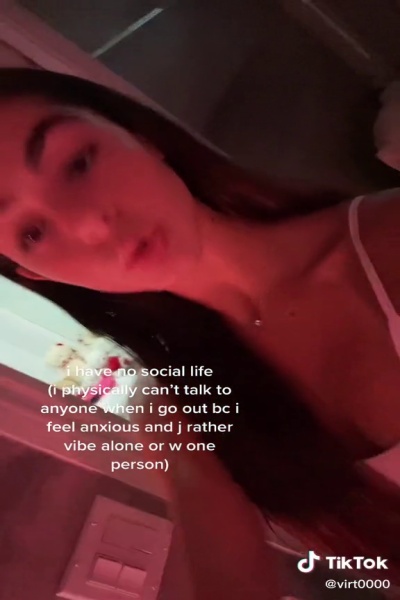 i have no social life
(i physically can't talk to
anyone when i go out bc i
feel anxious and j rather
vibe alone or w one
person)
TikTok
@virt0000